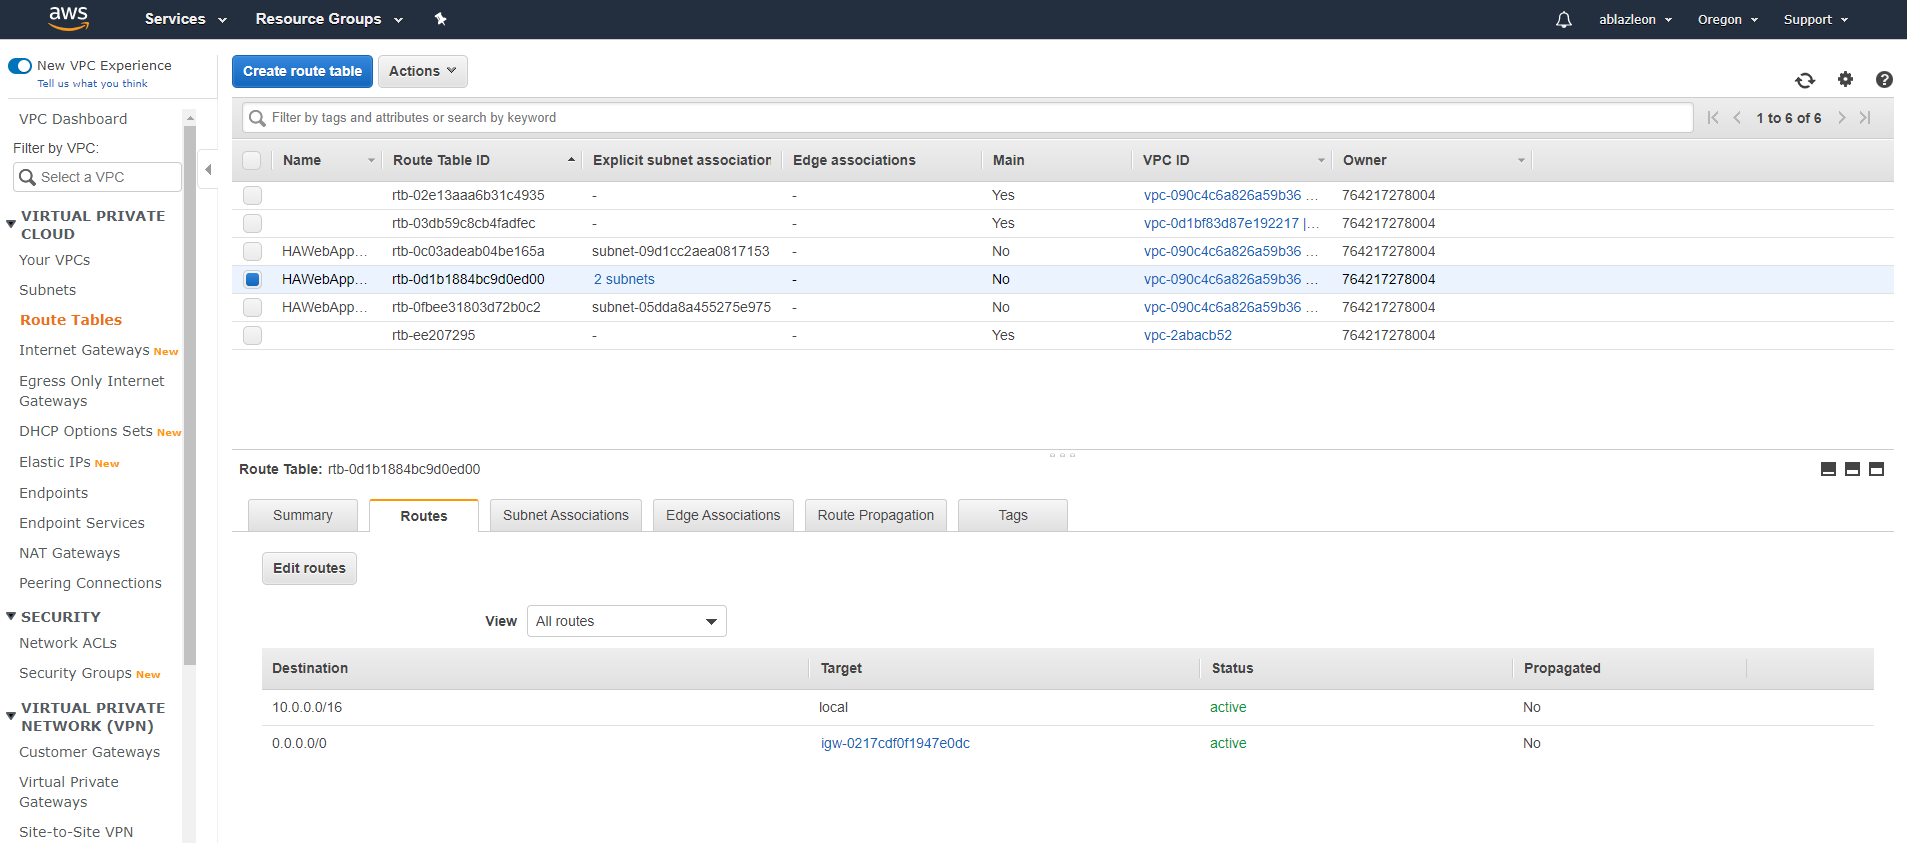 aws Services Resource Groups ablazleon Oregon Support
New VPC Experience
Tell us what you think
VPC Dashboard
Filter by VPC:
Select a VPC
VIRTUAL PRIVATE
CLOUD
Your VPCs
Subnets
Route Tables
Internet Gateways New
Egress Only Internet
Gateways
DHCP Options Sets New
Elastic IPs New
Endpoints
Endpoint Services
NAT Gateways
Peering Connections
SECURITY
Network ACLs
Security Groups New
VIRTUAL PRIVATE
NETWORK (VPN)
Customer Gateways
Virtual Private
Gateways
Site-to-Site VPN
Create route table Actions
Filter by tags and attributes or search by keyword 1 to 6 of 6
Name Route Table ID Explicit subnet association Edge associations Main VPC ID Owner
rtb-02e13aaa6b31c4935 - - Yes vpc-090c4c6a826a59b36 ... 764217278004
rtb-03db59c8cb4fadfec - - Yes vpc-0d1bf83d87e192217 |... 764217278004
HAWebApp... rtb-0c03adeab04be165a subnet-09d1cc2aea0817153 - No vpc-090c4c6a826a59b36 ... 764217278004
HAWebApp... rtb-0d1b1884bc9d0ed00 2 subnets - No vpc-090c4c6a826a59b36 ... 764217278004
HAWebApp... rtb-0fbee31803d72b0c2 subnet-05dda8a455275e975 - No vpc-090c4c6a826a59b36 ... 764217278004
rtb-ee207295 - - Yes vpc-2abacb52 764217278004
Route Table: rtb-0d1b1884bc9d0ed00
Summary Routes Subnet Associations Edge Associations Route Propagation Tags
Edit routes
View All routes
Destination Target Status Propagated
10.0.0.0/16 local active No
0.0.0.0/0 igw-0217cdf0f1947e0dc active No